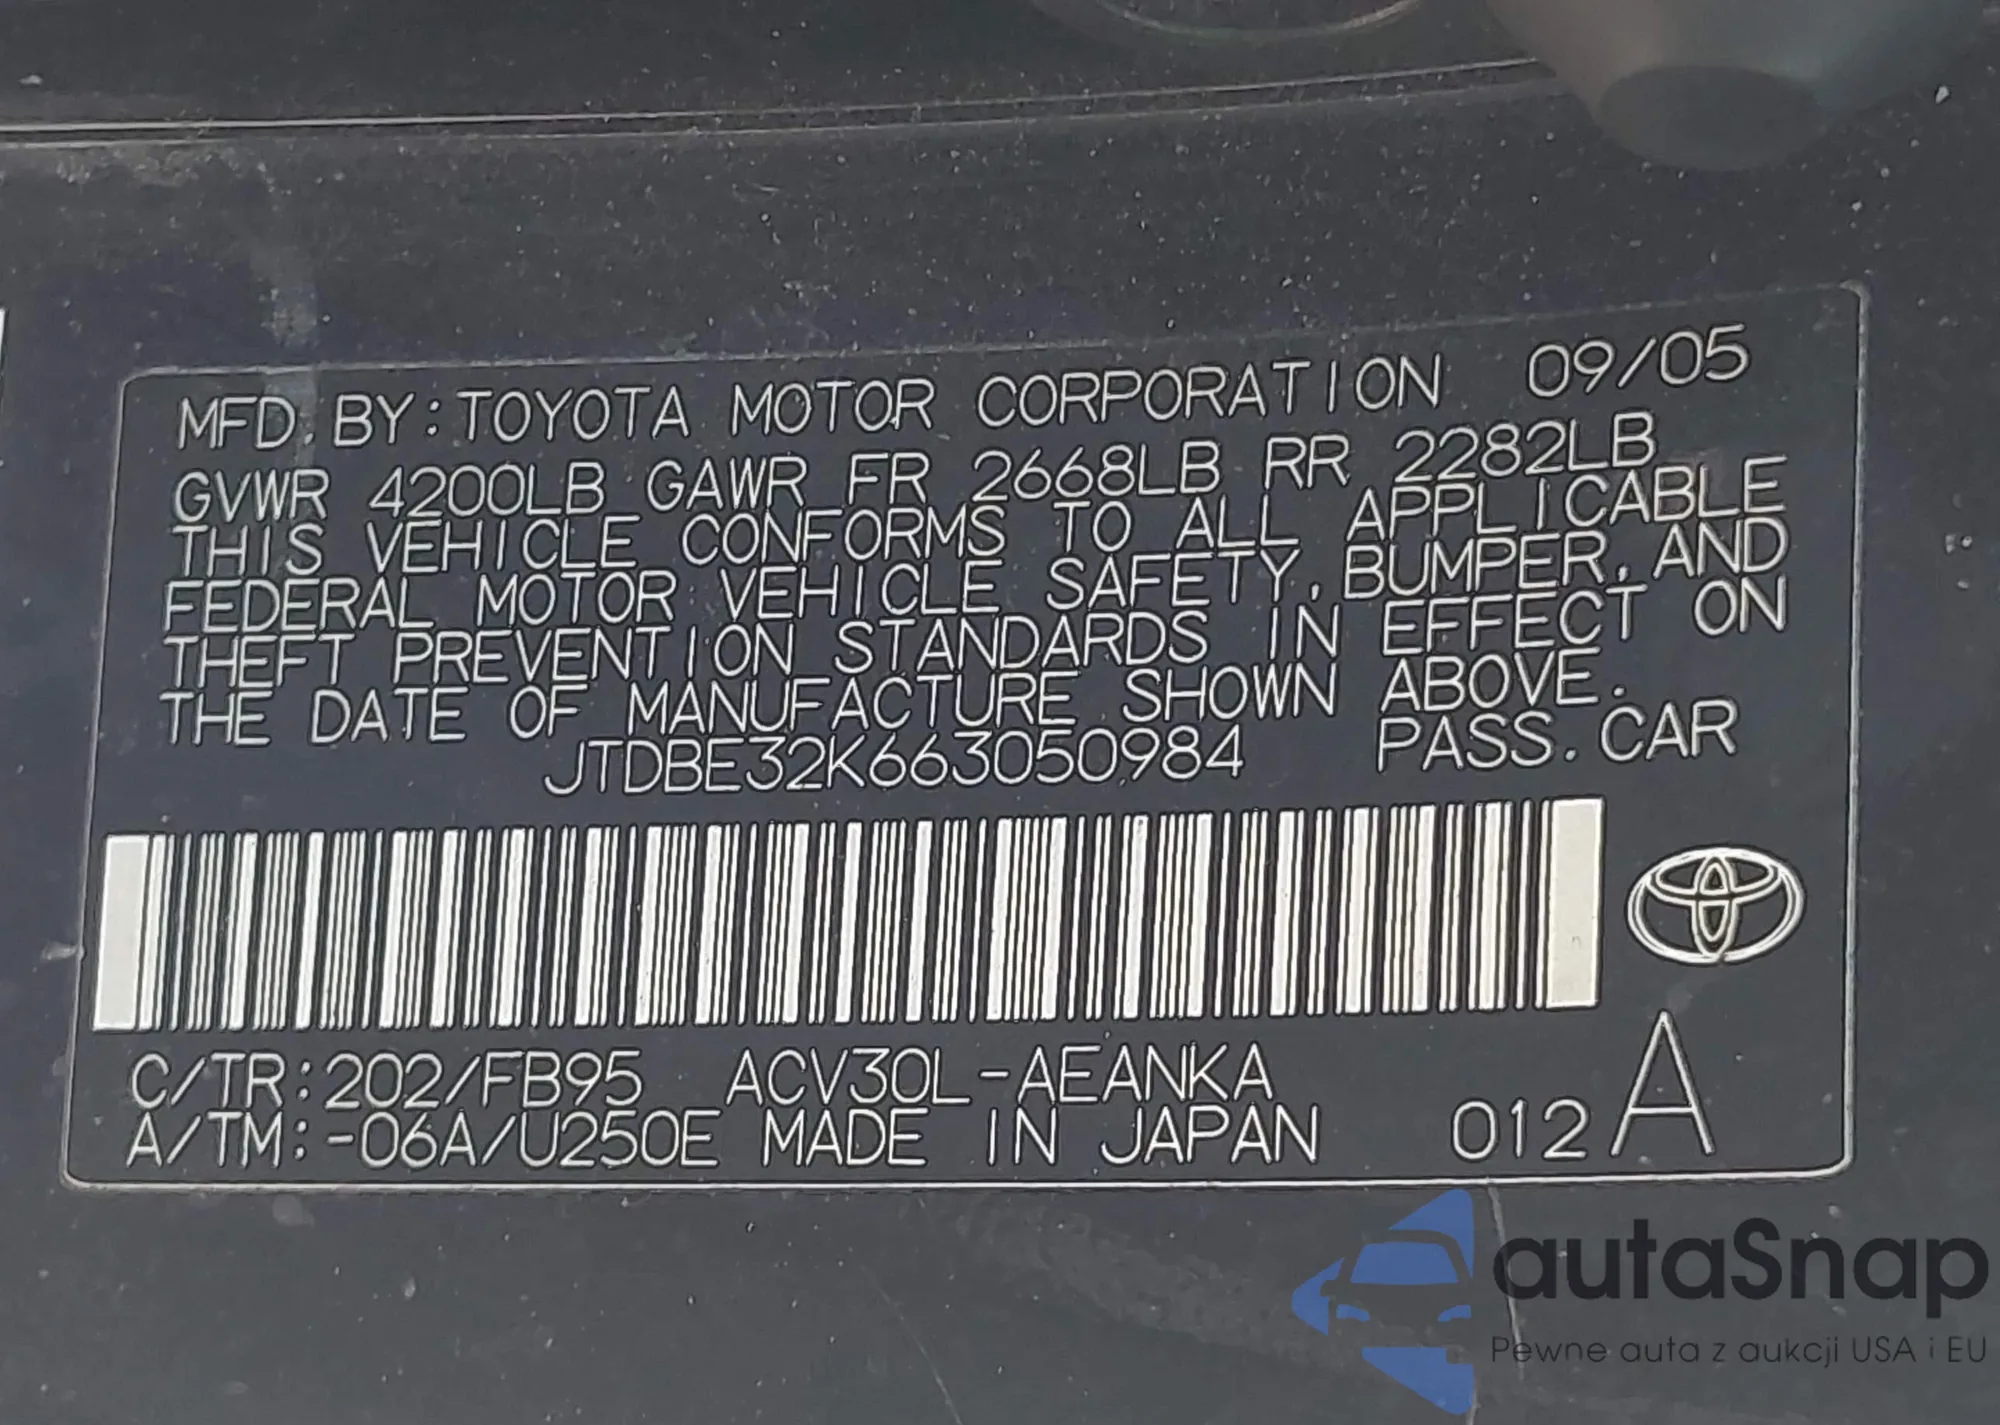 MFD. BY: TOYOTA MOTOR CORPORATION 09/05
GVWR 4200LB GAWR FR 2668LB RR 2282LB
THIS VEHICLE CONFORMS TO ALL APPLICABLE
FEDERAL MOTOR VEHICLE SAFETY, BUMPER, AND
THEFT PREVENTION STANDARDS IN EFFECT ON
THE DATE OF MANUFACTURE SHOWN ABOVE.
JTDBE32K663050984 PASS. CAR
C/TR: 202/FB95 ACV30L-AEANKA
A/TM: -06A/U250E MADE IN JAPAN 012 A
autaSnap
Pewne auta z aukcji USA i EU